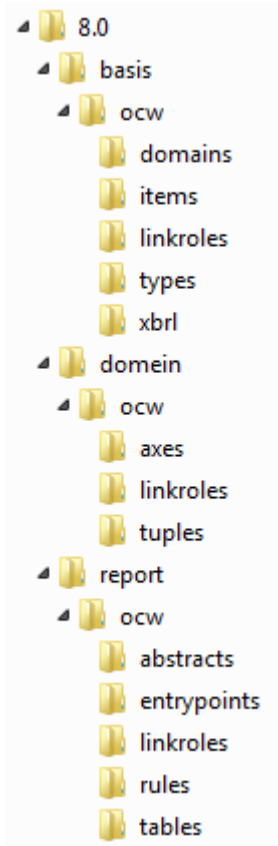 8.0
basis
ocw
domains
items
linkroles
types
xbrl
domein
ocw
axes
linkroles
tuples
report
ocw
abstracts
entrypoints
linkroles
rules
tables